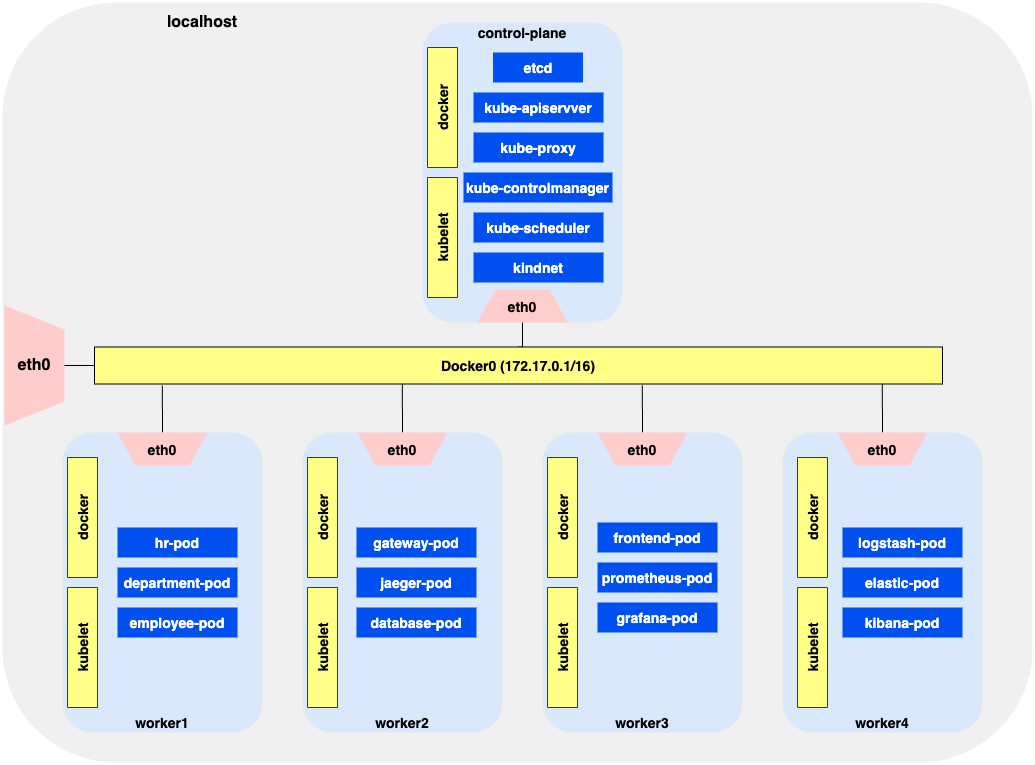 localhost
control-plane
docker
kubelet
etcd
kube-apiservver
kube-proxy
kube-controlmanager
kube-scheduler
kindnet
eth0
eth0
Docker0 (172.17.0.1/16)
eth0
docker
kubelet
hr-pod
department-pod
employee-pod
worker1
eth0
docker
kubelet
gateway-pod
jaeger-pod
database-pod
worker2
eth0
docker
kubelet
frontend-pod
prometheus-pod
grafana-pod
worker3
eth0
docker
kubelet
logstash-pod
elastic-pod
kibana-pod
worker4